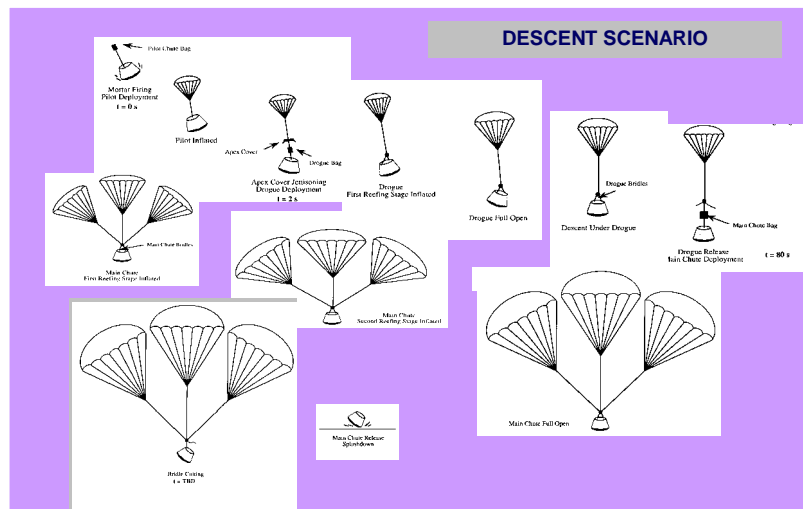 DESCENT SCENARIO
Pilot Chute Bag
Mortar Firing
Pilot Deployment
t = 0 s
Pilot Inflated
Apex Cover
Drogue Bag
Apex Cover Jettisoning
Drogue Deployment
t = 2 s
Drogue
First Reefing Stage Inflated
Drogue Full Open
Drogue Bridles
Descent Under Drogue
Main Chute Bag
Drogue Release
Main Chute Deployment
t = 80 s
Main Chute Bridles
Main Chute
First Reefing Stage Inflated
Main Chute
Second Reefing Stage Inflated
Main Chute Full Open
Bridle Cutting
t = TBD
Main Chute Release
Splashdown